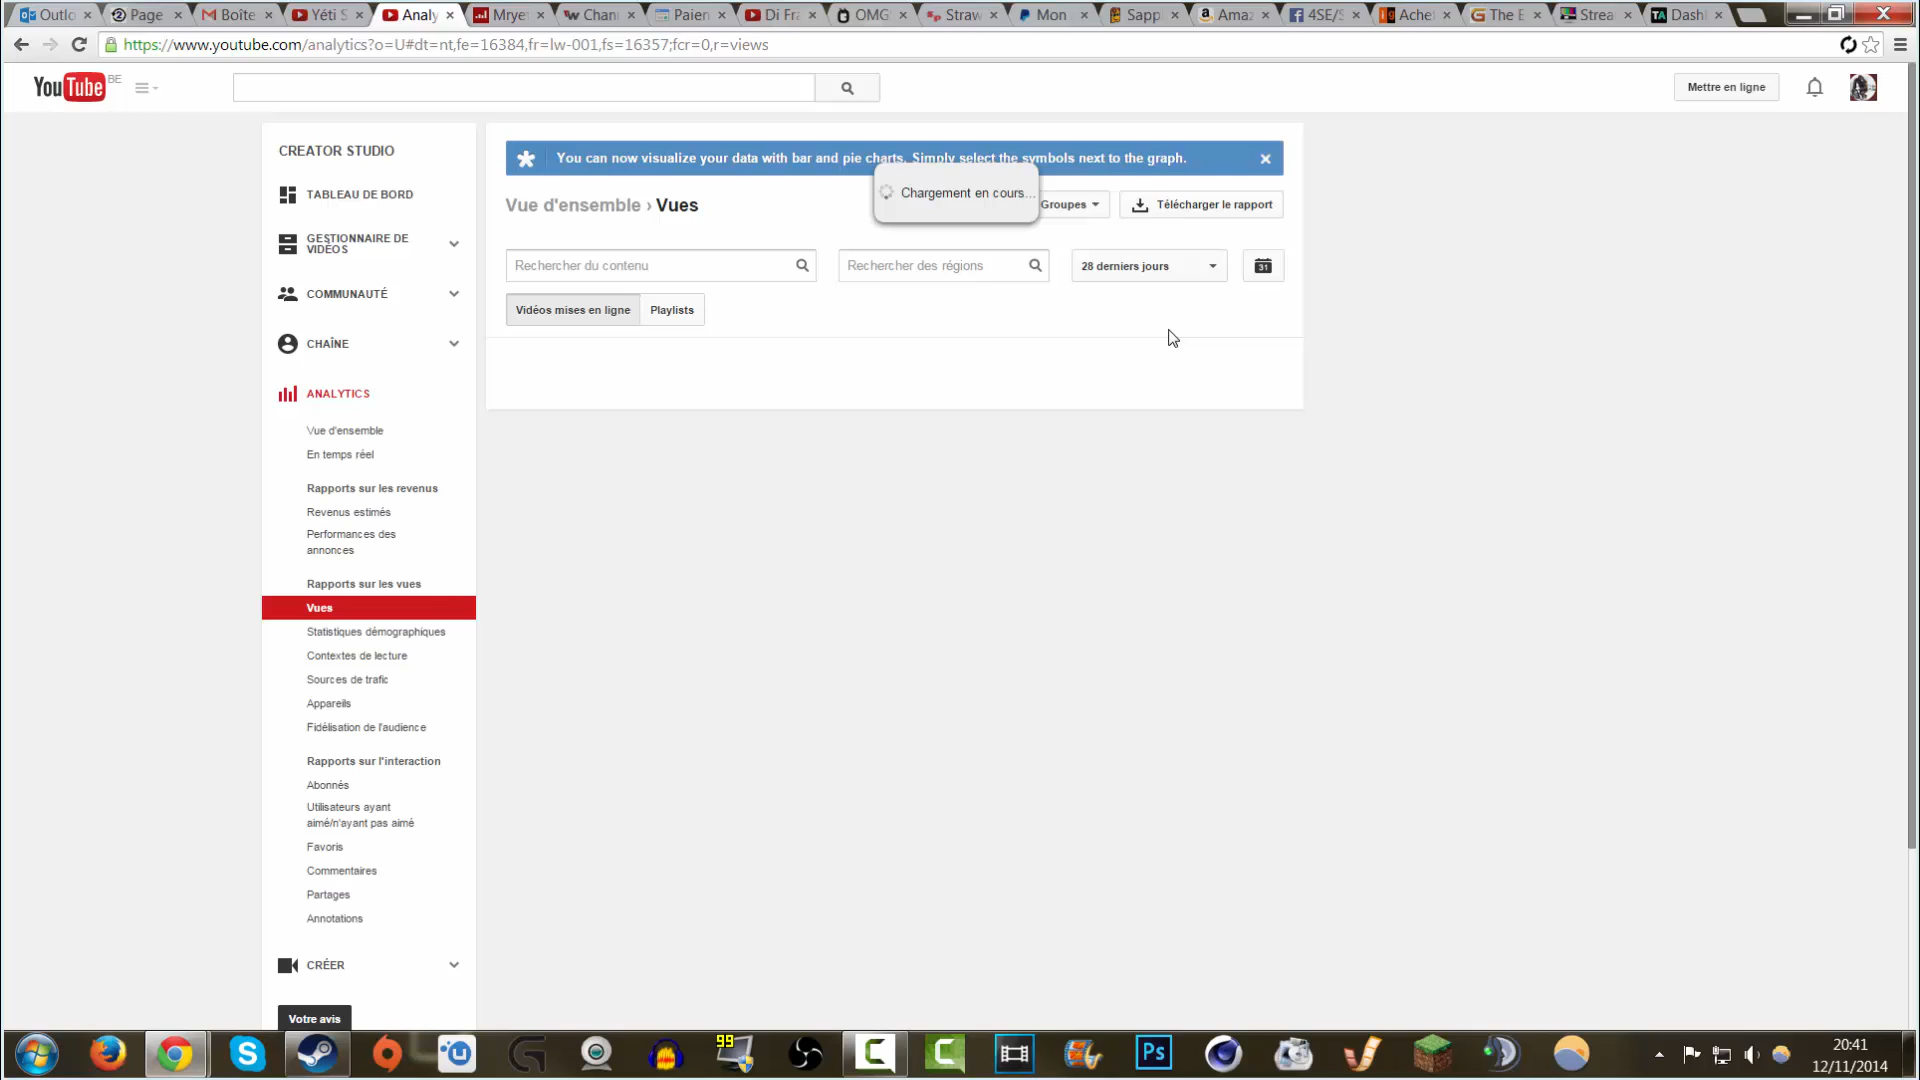 Outlo
Page
Boîte
Yéti S
Analy
Mrye
Chan
Paien
Di Fra
OMG
Straw
Mon
Sapp
Amaz
4SE/S
Achet
The E
Strea
Dash
https://www.youtube.com/analytics?o=U#dt=nt,fe=16384,fr=lw-001,fs=16357;fcr=0,r=views
YouTube BE
Mettre en ligne
CREATOR STUDIO
TABLEAU DE BORD
GESTIONNAIRE DE
VIDÉOS
COMMUNAUTÉ
CHAÎNE
ANALYTICS
Vue d'ensemble
En temps réel
Rapports sur les revenus
Revenus estimés
Performances des
annonces
Rapports sur les vues
Vues
Statistiques démographiques
Contextes de lecture
Sources de trafic
Appareils
Fidélisation de l'audience
Rapports sur l'interaction
Abonnés
Utilisateurs ayant
aimé/n'ayant pas aimé
Favoris
Commentaires
Partages
Annotations
CRÉER
Votre avis
You can now visualize your data with bar and pie charts. Simply select the symbols next to the graph.
Chargement en cours...
Vue d'ensemble › Vues
Groupes
Télécharger le rapport
Rechercher du contenu
Rechercher des régions
28 derniers jours
31
Vidéos mises en ligne
Playlists
99
Ps
20:41
12/11/2014